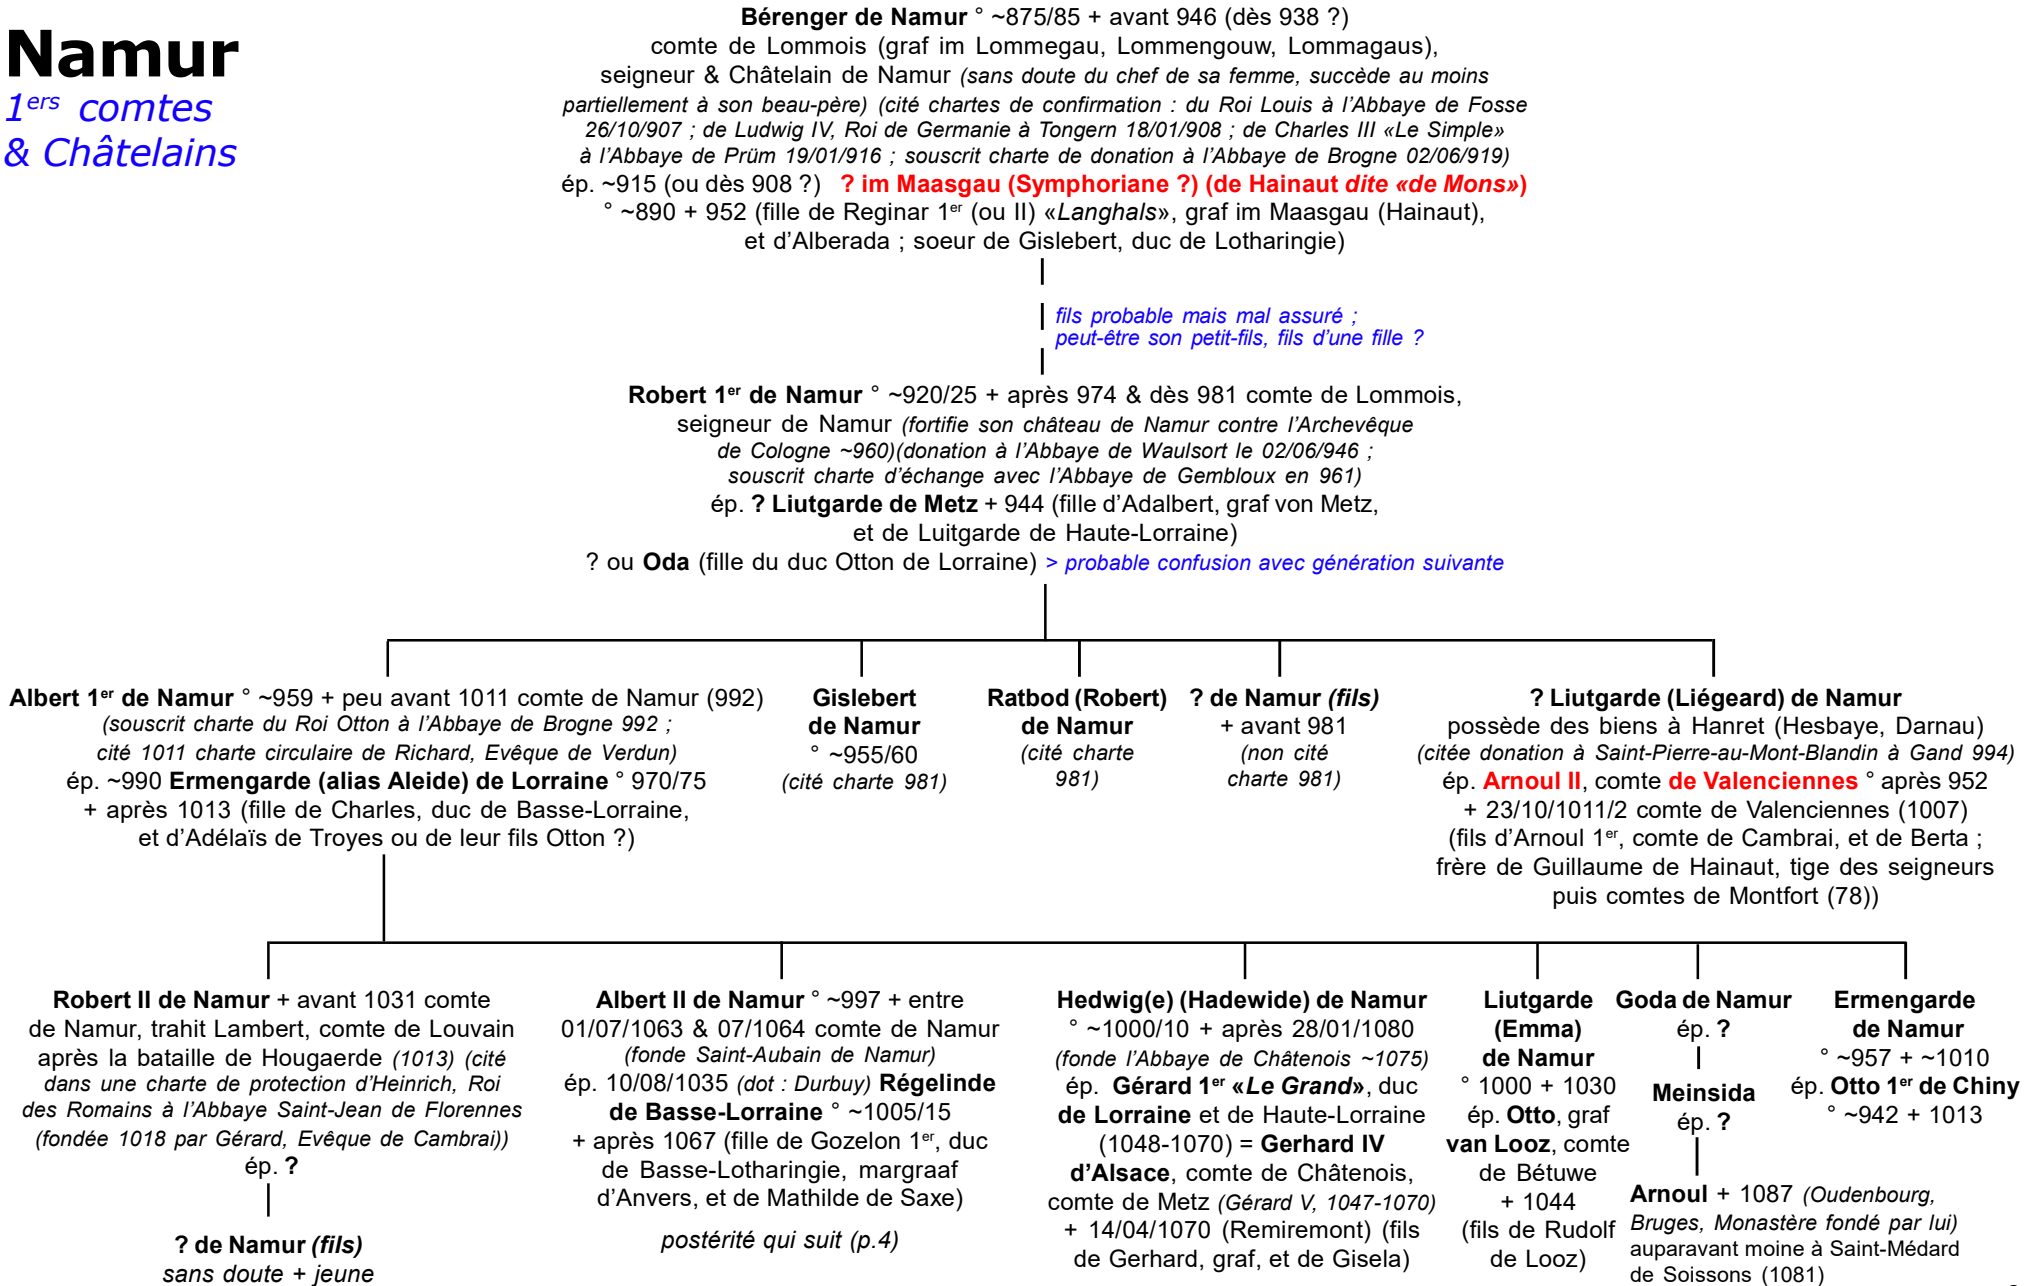 Namur
1ers comtes
& Châtelains
Bérenger de Namur ° ~875/85 + avant 946 (dès 938 ?)
comte de Lommois (graf im Lommegau, Lommengouw, Lommagaus),
seigneur & Châtelain de Namur (sans doute du chef de sa femme, succède au moins
partiellement à son beau-père) (cité chartes de confirmation : du Roi Louis à l’Abbaye de Fosse
26/10/907 ; de Ludwig IV, Roi de Germanie à Tongern 18/01/908 ; de Charles III «Le Simple»
à l’Abbaye de Prüm 19/01/916 ; souscrit charte de donation à l’Abbaye de Brogne 02/06/919)
ép. ~915 (ou dès 908 ?) ? im Maasgau (Symphoriane ?) (de Hainaut dite «de Mons»)
° ~890 + 952 (fille de Reginar 1er (ou II) «Langhals», graf im Maasgau (Hainaut),
et d’Alberada ; soeur de Gislebert, duc de Lotharingie)
fils probable mais mal assuré ;
peut-être son petit-fils, fils d’une fille ?
Robert 1er de Namur ° ~920/25 + après 974 & dès 981 comte de Lommois,
seigneur de Namur (fortifie son château de Namur contre l’Archevêque
de Cologne ~960)(donation à l’Abbaye de Waulsort le 02/06/946 ;
souscrit charte d’échange avec l’Abbaye de Gembloux en 961)
ép. ? Liutgarde de Metz + 944 (fille d’Adalbert, graf von Metz,
et de Luitgarde de Haute-Lorraine)
? ou Oda (fille du duc Otton de Lorraine) > probable confusion avec génération suivante
Albert 1er de Namur ° ~959 + peu avant 1011 comte de Namur (992)
(souscrit charte du Roi Otton à l’Abbaye de Brogne 992 ;
cité 1011 charte circulaire de Richard, Evêque de Verdun)
ép. ~990 Ermengarde (alias Aleide) de Lorraine ° 970/75
+ après 1013 (fille de Charles, duc de Basse-Lorraine,
et d’Adélaïs de Troyes ou de leur fils Otton ?)
Gislebert
de Namur
° ~955/60
(cité charte 981)
Ratbod (Robert)
de Namur
(cité charte
981)
? de Namur (fils)
+ avant 981
(non cité
charte 981)
? Liutgarde (Liégeard) de Namur
possède des biens à Hanret (Hesbaye, Darnau)
(citée donation à Saint-Pierre-au-Mont-Blandin à Gand 994)
ép. Arnoul II, comte de Valenciennes ° après 952
+ 23/10/1011/2 comte de Valenciennes (1007)
(fils d’Arnoul 1er, comte de Cambrai, et de Berta ;
frère de Guillaume de Hainaut, tige des seigneurs
puis comtes de Montfort (78))
Robert II de Namur + avant 1031 comte
de Namur, trahit Lambert, comte de Louvain
après la bataille de Hougaerde (1013) (cité
dans une charte de protection d’Heinrich, Roi
des Romains à l’Abbaye Saint-Jean de Florennes
(fondée 1018 par Gérard, Evêque de Cambrai))
ép. ?
? de Namur (fils)
sans doute + jeune
Albert II de Namur ° ~997 + entre
01/07/1063 & 07/1064 comte de Namur
(fonde Saint-Aubain de Namur)
ép. 10/08/1035 (dot : Durbuy) Régelinde
de Basse-Lorraine ° ~1005/15
+ après 1067 (fille de Gozelon 1er, duc
de Basse-Lotharingie, margraaf
d’Anvers, et de Mathilde de Saxe)
postérité qui suit (p.4)
Hedwig(e) (Hadewide) de Namur
° ~1000/10 + après 28/01/1080
(fonde l’Abbaye de Châtenois ~1075)
ép. Gérard 1er «Le Grand», duc
de Lorraine et de Haute-Lorraine
(1048-1070) = Gerhard IV
d’Alsace, comte de Châtenois,
comte de Metz (Gérard V, 1047-1070)
+ 14/04/1070 (Remiremont) (fils
de Gerhard, graf, et de Gisela)
Liutgarde
(Emma)
de Namur
° 1000 + 1030
ép. Otto, graf
van Looz, comte
de Bétuwe
+ 1044
(fils de Rudolf
de Looz)
Goda de Namur
ép. ?
Meinsida
ép. ?
Arnoul + 1087 (Oudenbourg,
Bruges, Monastère fondé par lui)
auparavant moine à Saint-Médard
de Soissons (1081)
Ermengarde
de Namur
° ~957 + ~1010
ép. Otto 1er de Chiny
° ~942 + 1013